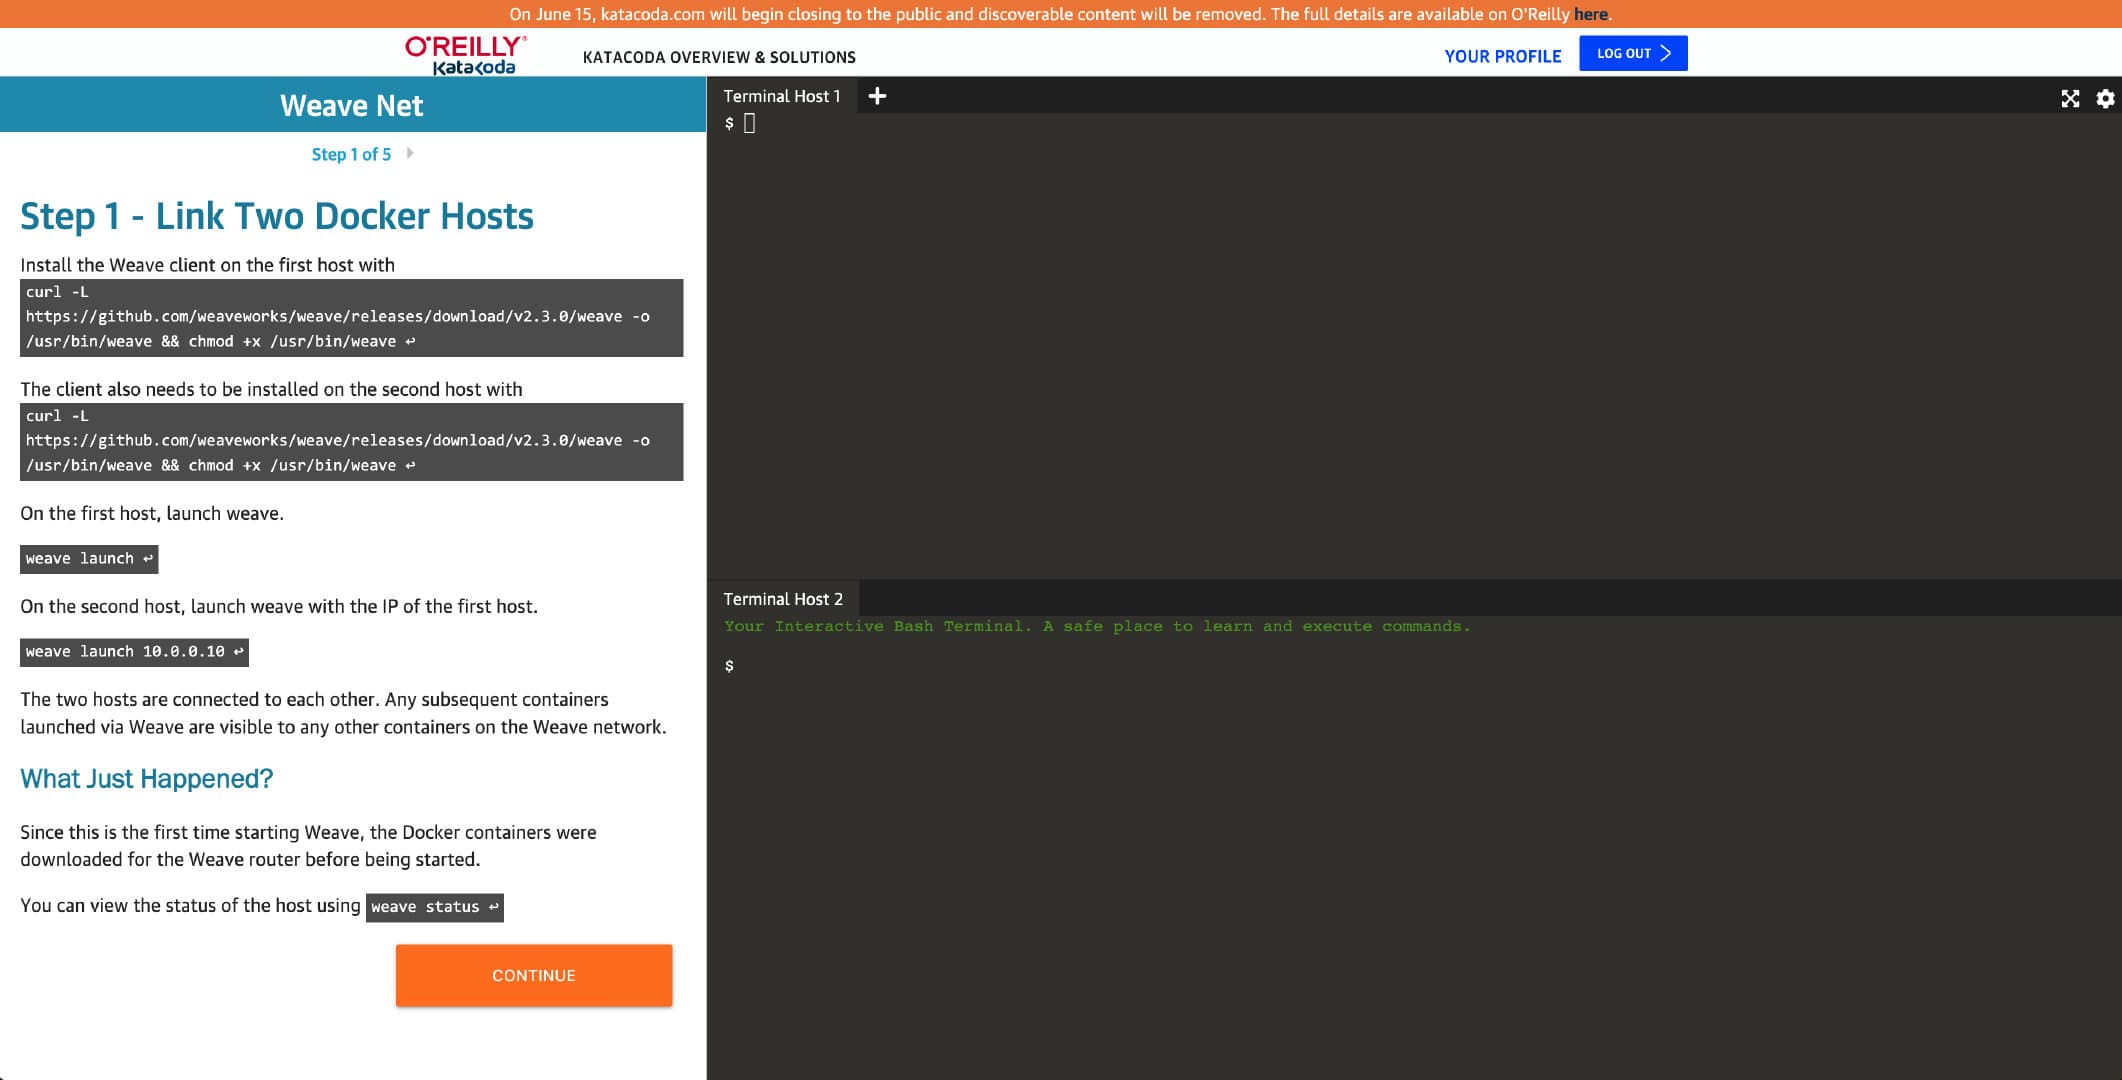 On June 15, katacoda.com will begin closing to the public and discoverable content will be removed. The full details are available on O'Reilly here.
O'REILLY®
Katacoda
KATACODA OVERVIEW & SOLUTIONS
YOUR PROFILE
LOG OUT
Weave Net
Step 1 of 5
Step 1 - Link Two Docker Hosts
Install the Weave client on the first host with
curl -L
https://github.com/weaveworks/weave/releases/download/v2.3.0/weave -o
/usr/bin/weave && chmod +x /usr/bin/weave ↩
The client also needs to be installed on the second host with
curl -L
https://github.com/weaveworks/weave/releases/download/v2.3.0/weave -o
/usr/bin/weave && chmod +x /usr/bin/weave ↩
On the first host, launch weave.
weave launch ↩
On the second host, launch weave with the IP of the first host.
weave launch 10.0.0.10 ↩
The two hosts are connected to each other. Any subsequent containers
launched via Weave are visible to any other containers on the Weave network.
What Just Happened?
Since this is the first time starting Weave, the Docker containers were
downloaded for the Weave router before being started.
You can view the status of the host using weave status ↩
CONTINUE
Terminal Host 1
$
Terminal Host 2
Your Interactive Bash Terminal. A safe place to learn and execute commands.
$